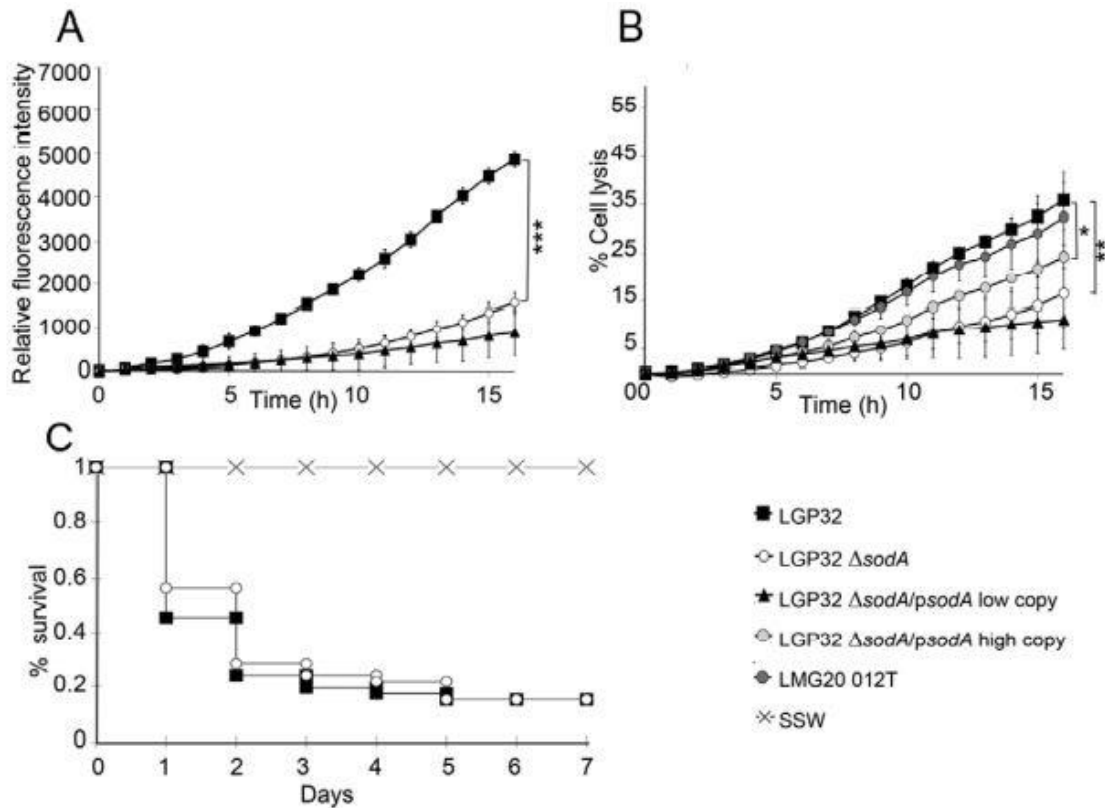 A
Relative fluorescence intensity
7000
6000
5000
4000
3000
2000
1000
0
***
0 5 10 15
Time (h)
B
% Cell lysis
55
45
35
25
15
5
*
**
00 5 10 15
Time (h)
C
% survival
1
0.8
0.6
0.4
0.2
0
0 1 2 3 4 5 6 7
Days
LGP32
LGP32 ΔsodA
LGP32 ΔsodA/psodA low copy
LGP32 ΔsodA/psodA high copy
LMG20 012T
SSW